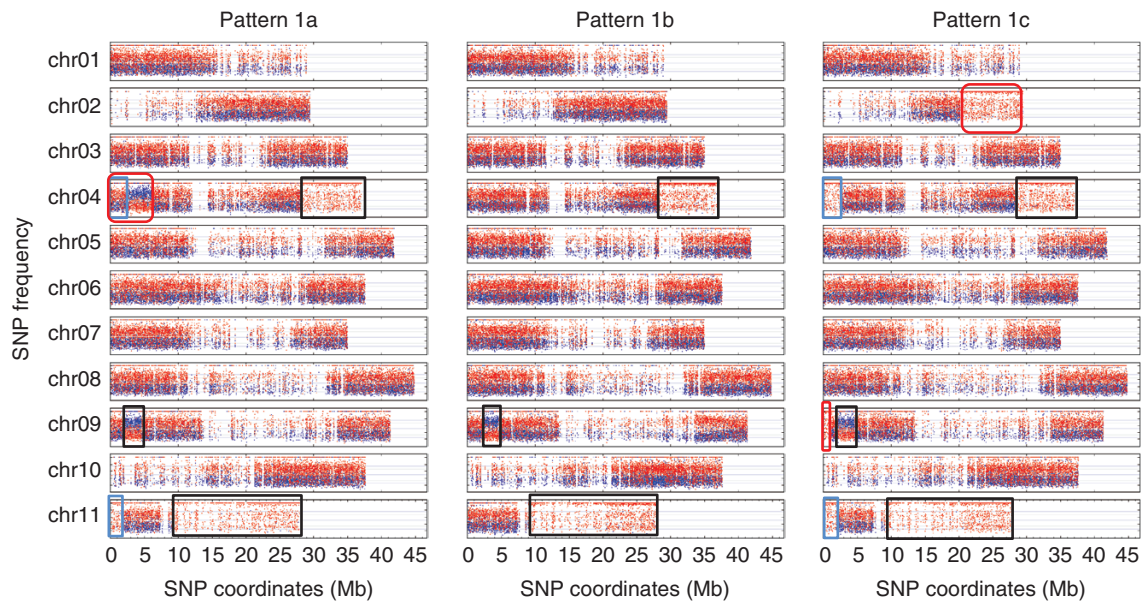 Pattern 1a Pattern 1b Pattern 1c
SNP frequency
chr01
chr02
chr03
chr04
chr05
chr06
chr07
chr08
chr09
chr10
chr11
0 5 10 15 20 25 30 35 40 45 0 5 10 15 20 25 30 35 40 45 0 5 10 15 20 25 30 35 40 45
SNP coordinates (Mb) SNP coordinates (Mb) SNP coordinates (Mb)